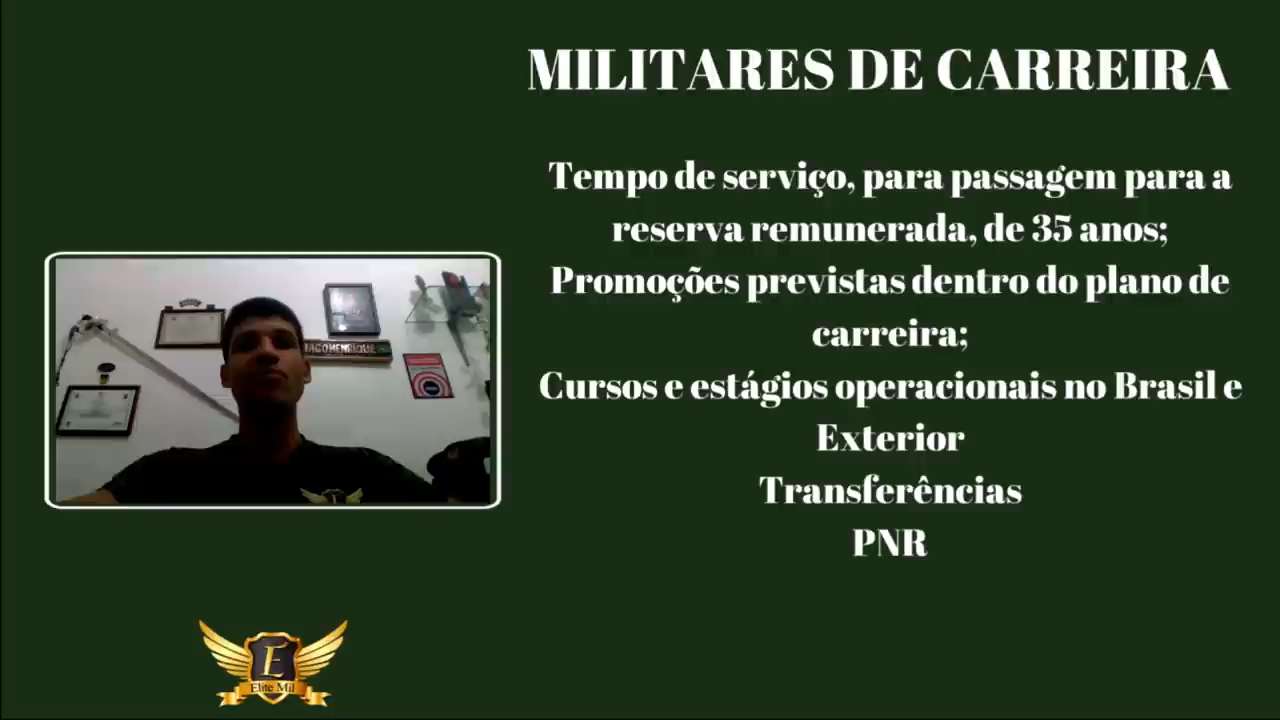 MILITARES DE CARREIRA
Tempo de serviço, para passagem para a
reserva remunerada, de 35 anos;
Promoções previstas dentro do plano de
carreira;
Cursos e estágios operacionais no Brasil e
Exterior
Transferências
PNR
E
Elite Mil